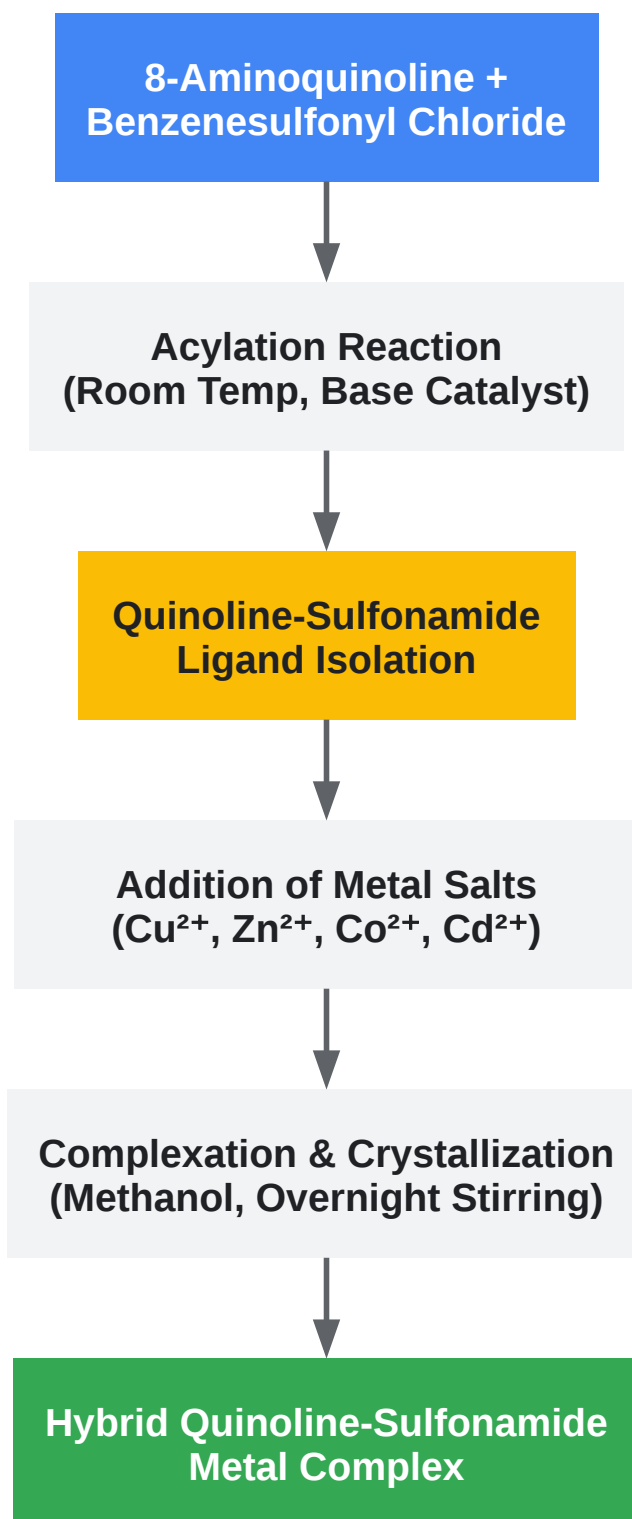 8-Aminoquinoline +
Benzenesulfonyl Chloride
Acylation Reaction
(Room Temp, Base Catalyst)
Quinoline-Sulfonamide
Ligand Isolation
Addition of Metal Salts
(Cu²⁺, Zn²⁺, Co²⁺, Cd²⁺)
Complexation & Crystallization
(Methanol, Overnight Stirring)
Hybrid Quinoline-Sulfonamide
Metal Complex